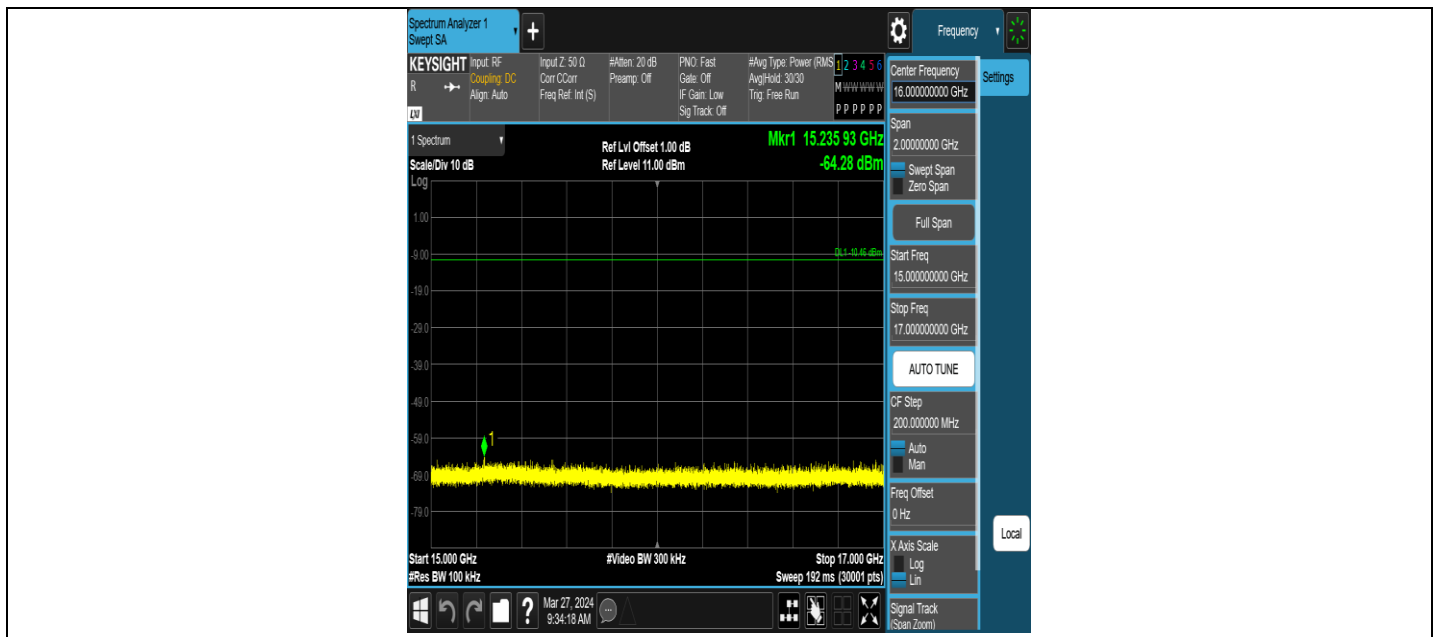 Spectrum Analyzer 1
Swept SA
+
Frequency
KEYSIGHT
R
LXI
Input: RF
Coupling: DC
Align: Auto
Input Z: 50 Ω
Corr CCorr
Freq Ref: Int (S)
#Atten: 20 dB
Preamp: Off
PNO: Fast
Gate: Off
IF Gain: Low
Sig Track: Off
#Avg Type: Power (RMS
Avg|Hold: 30/30
Trig: Free Run
1 2 3 4 5 6
M W W W W W
P P P P P P
1 Spectrum
Scale/Div 10 dB
Log
Ref Lvl Offset 1.00 dB
Ref Level 11.00 dBm
Mkr1 15.235 93 GHz
-64.28 dBm
1.00
-9.00
DL1 -10.46 dBm
-19.0
-29.0
-39.0
-49.0
-59.0
1
-69.0
-79.0
Start 15.000 GHz
#Video BW 300 kHz
Stop 17.000 GHz
#Res BW 100 kHz
Sweep 192 ms (30001 pts)
?
Mar 27, 2024
9:34:18 AM
Center Frequency
16.000000000 GHz
Settings
Span
2.00000000 GHz
Swept Span
Zero Span
Full Span
Start Freq
15.000000000 GHz
Stop Freq
17.000000000 GHz
AUTO TUNE
CF Step
200.000000 MHz
Auto
Man
Freq Offset
0 Hz
X Axis Scale
Log
Lin
Local
Signal Track
(Span Zoom)